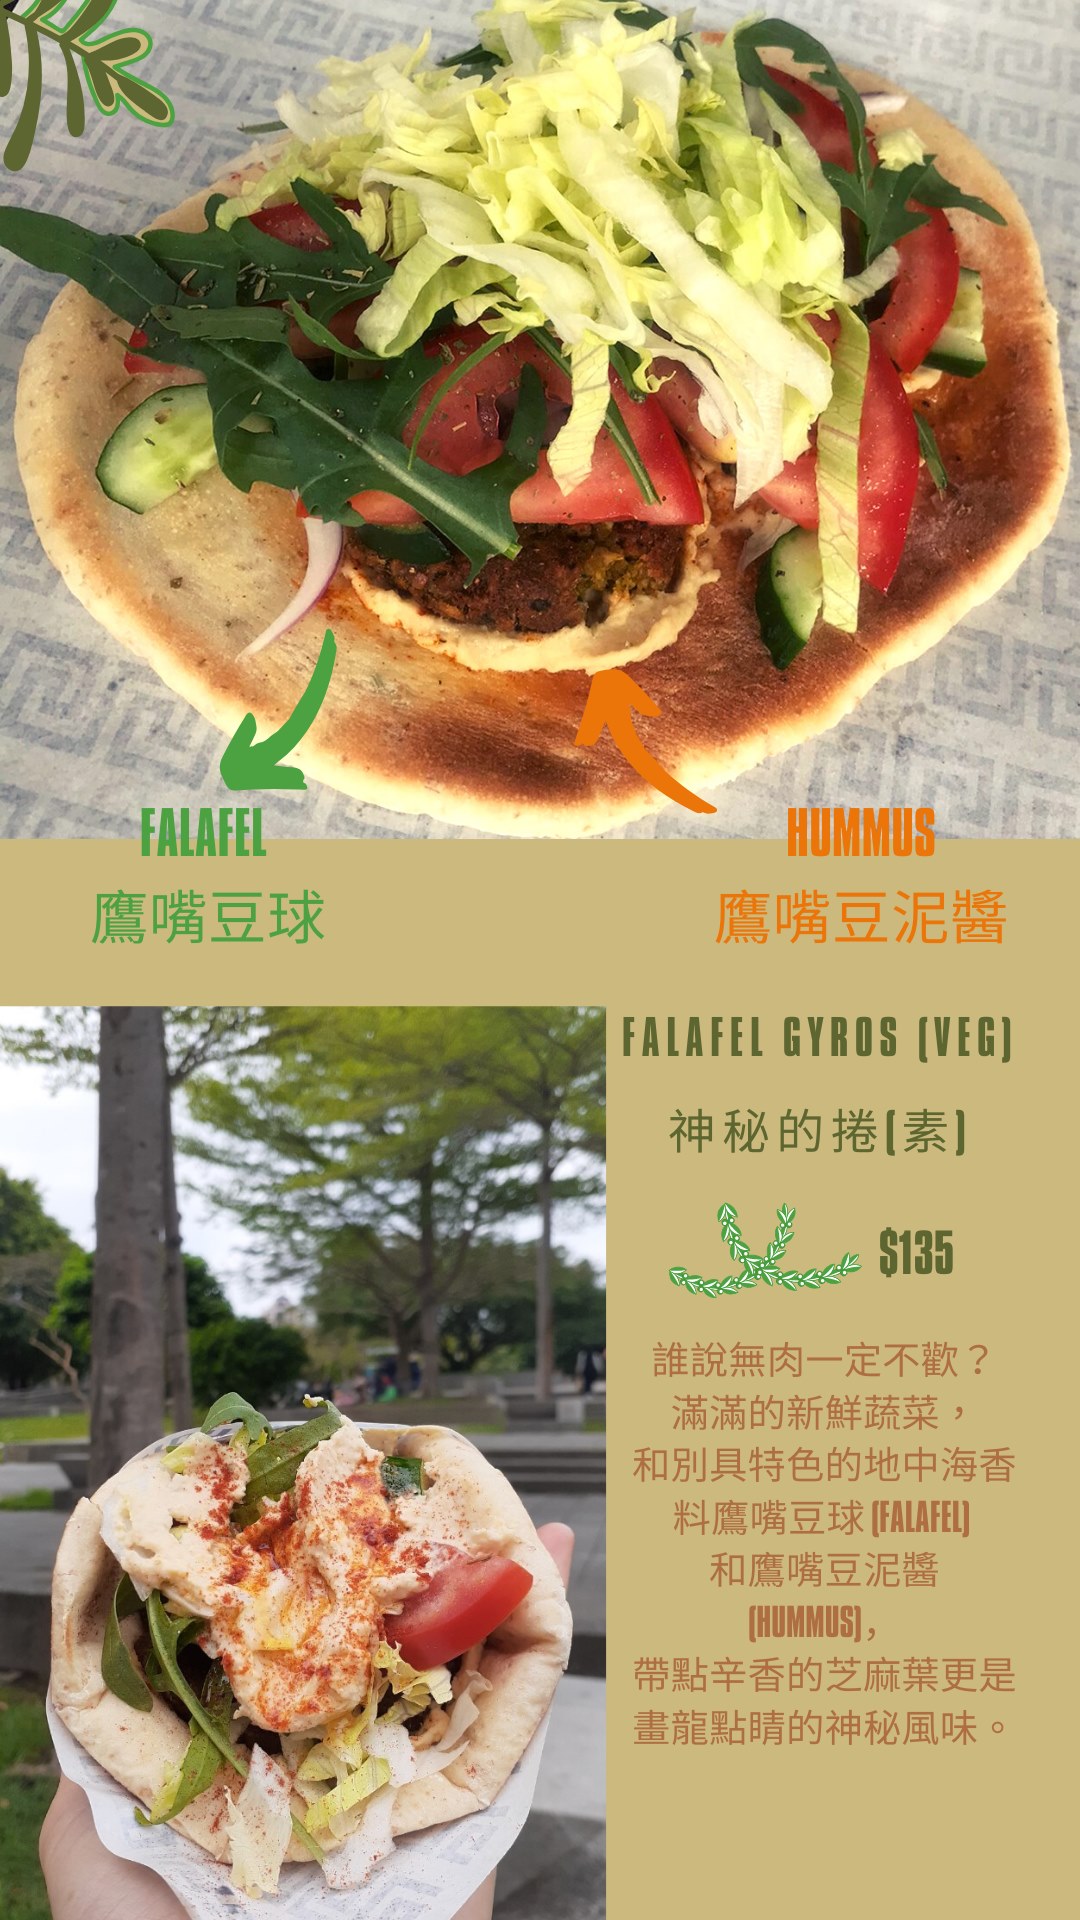 FALAFEL
鷹嘴豆球
HUMMUS
鷹嘴豆泥醬
FALAFEL GYROS (VEG)
神秘的捲(素)
$135
誰說無肉一定不歡？
滿滿的新鮮蔬菜，
和別具特色的地中海香
料鷹嘴豆球(FALAFEL)
和鷹嘴豆泥醬
(HUMMUS)，
帶點辛香的芝麻葉更是
畫龍點睛的神秘風味。